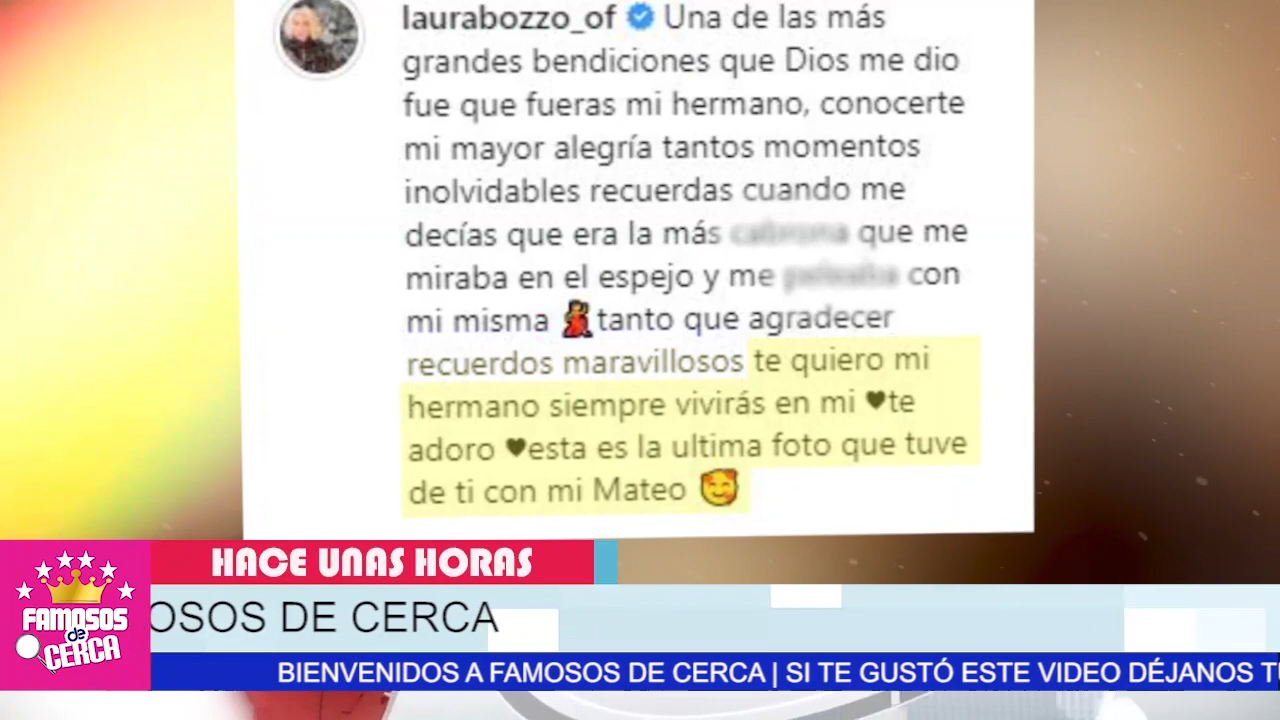 laurabozzo_of Una de las más
grandes bendiciones que Dios me dio
fue que fueras mi hermano, conocerte
mi mayor alegría tantos momentos
inolvidables recuerdas cuando me
decías que era la más que me
miraba en el espejo y me con
mi misma tanto que agradecer
recuerdos maravillosos te quiero mi
hermano siempre vivirás en mi ♥te
adoro ♥esta es la ultima foto que tuve
de ti con mi Mateo 🥰
HACE UNAS HORAS
FAMOSOS
de
CERCA
OSOS DE CERCA
BIENVENIDOS A FAMOSOS DE CERCA | SI TE GUSTÓ ESTE VIDEO DÉJANOS T